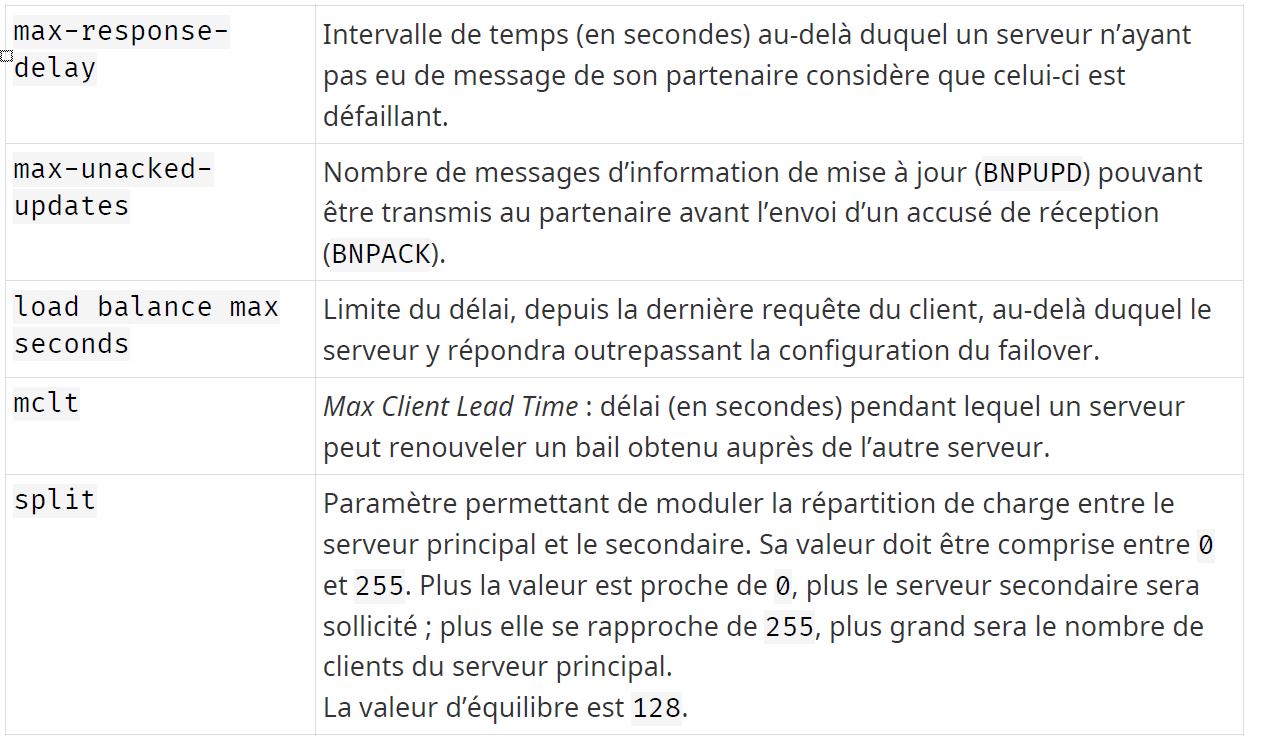 max-response-
delay
Intervalle de temps (en secondes) au-delà duquel un serveur n’ayant
pas eu de message de son partenaire considère que celui-ci est
défaillant.
max-unacked-
updates
Nombre de messages d’information de mise à jour (BNPUPD) pouvant
être transmis au partenaire avant l’envoi d’un accusé de réception
(BNPACK).
load balance max
seconds
Limite du délai, depuis la dernière requête du client, au-delà duquel le
serveur y répondra outrepassant la configuration du failover.
mclt
Max Client Lead Time : délai (en secondes) pendant lequel un serveur
peut renouveler un bail obtenu auprès de l’autre serveur.
split
Paramètre permettant de moduler la répartition de charge entre le
serveur principal et le secondaire. Sa valeur doit être comprise entre 0
et 255. Plus la valeur est proche de 0, plus le serveur secondaire sera
sollicité ; plus elle se rapproche de 255, plus grand sera le nombre de
clients du serveur principal.
La valeur d’équilibre est 128.